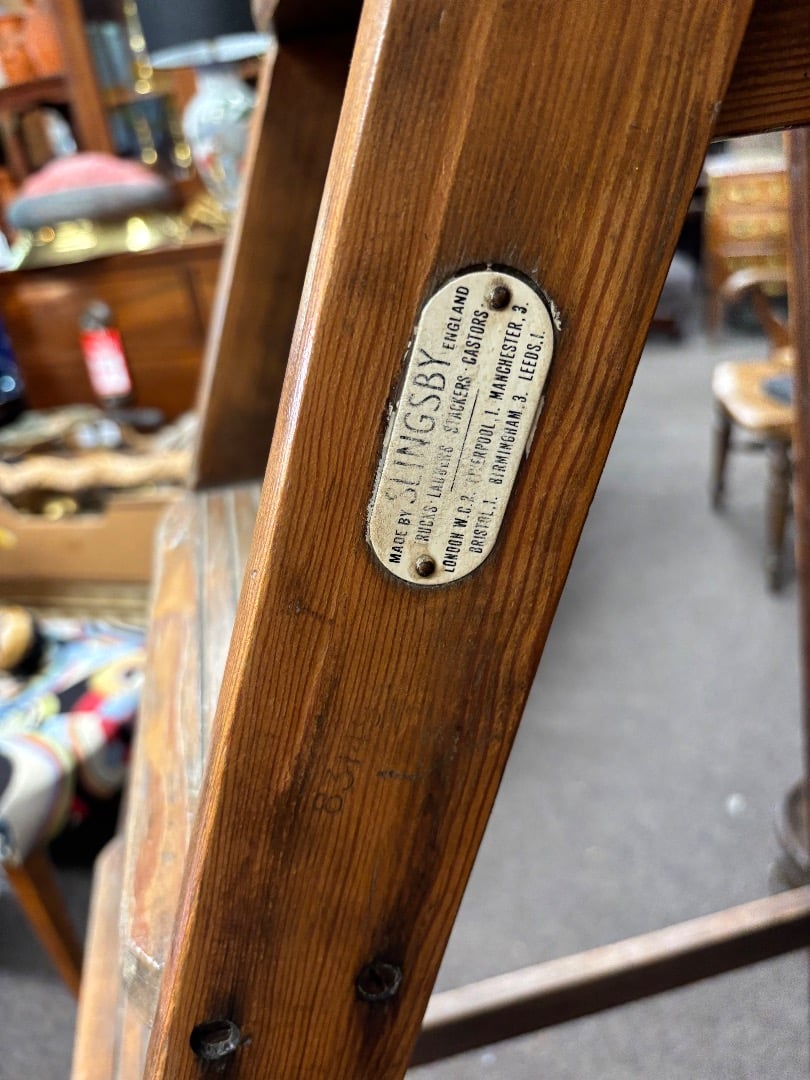 MADE BY SLINGSBY ENGLAND
RUCKS · LADDERS · STACKERS · CASTORS.
LONDON W.C.2. LIVERPOOL, 1. MANCHESTER, 3.
BRISTOL, 1. BIRMINGHAM, 3. LEEDS, 1.